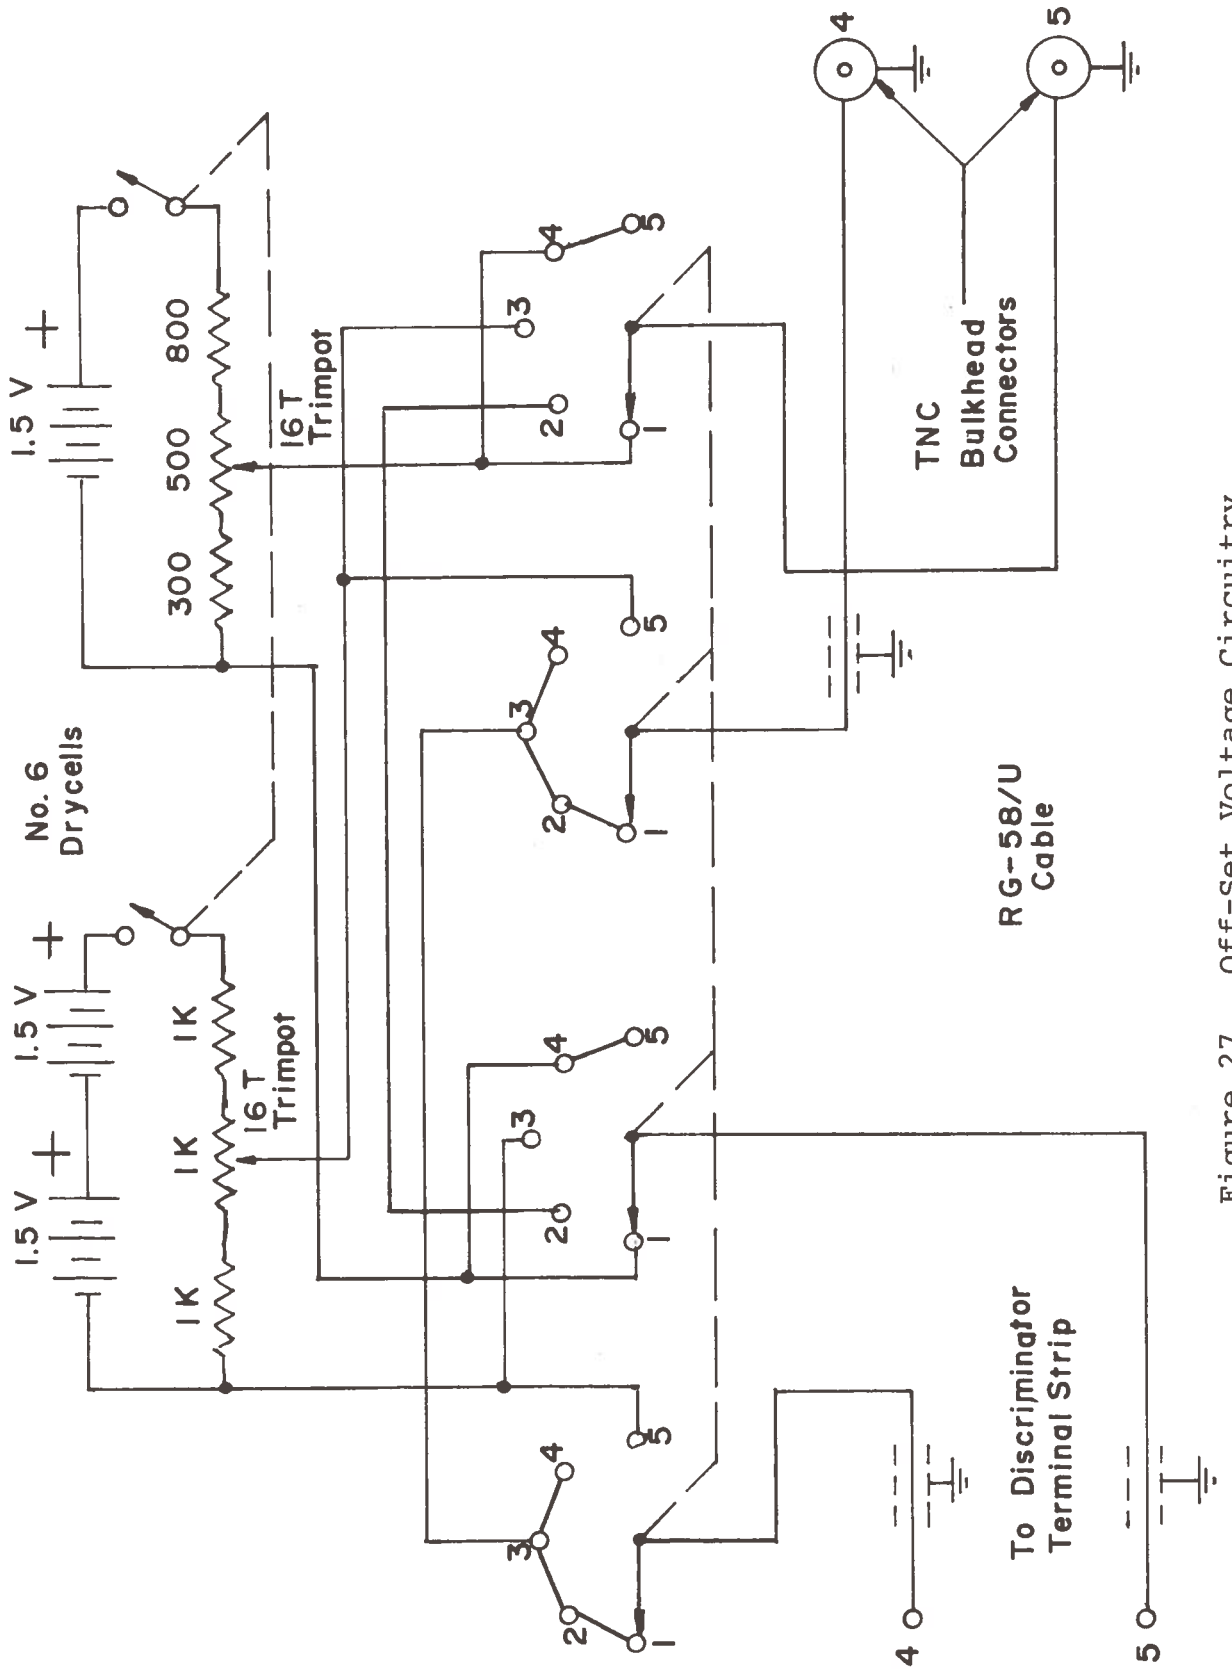 1.5 V
+
1.5 V
+
No. 6
Drycells
1.5 V
+
1K
1K
1K
16 T
Trimpot
300
500
800
16 T
Trimpot
1
2
3
4
5
1
2
3
4
5
1
2
3
4
5
1
2
3
4
5
4
5
To Discriminator
Terminal Strip
RG-58/U
Cable
TNC
Bulkhead
Connectors
4
5
Figure 27 Off-Set Voltage Circuitry